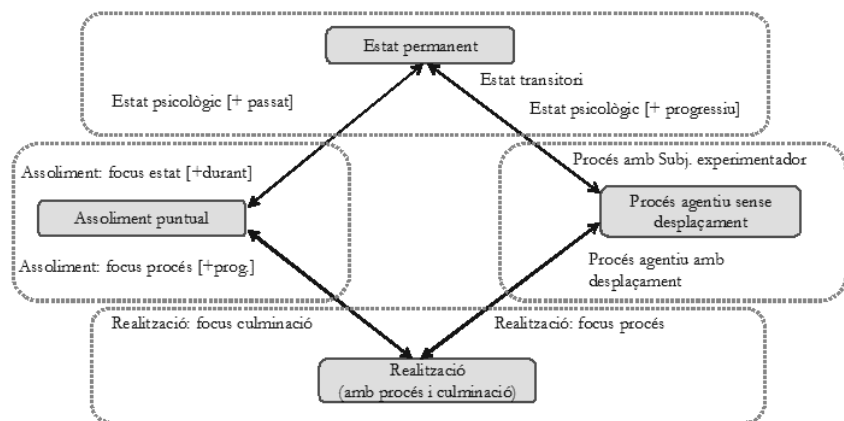 Estat permanent
Estat transitori
Estat psicològic [+ passat]
Estat psicològic [+ progressiu]
Assoliment: focus estat [+durant]
Procés amb Subj. experimentador
Assoliment puntual
Procés agentiu sense
desplaçament
Assoliment: focus procés [+prog.]
Procés agentiu amb
desplaçament
Realització: focus culminació
Realització: focus procés
Realització
(amb procés i culminació)